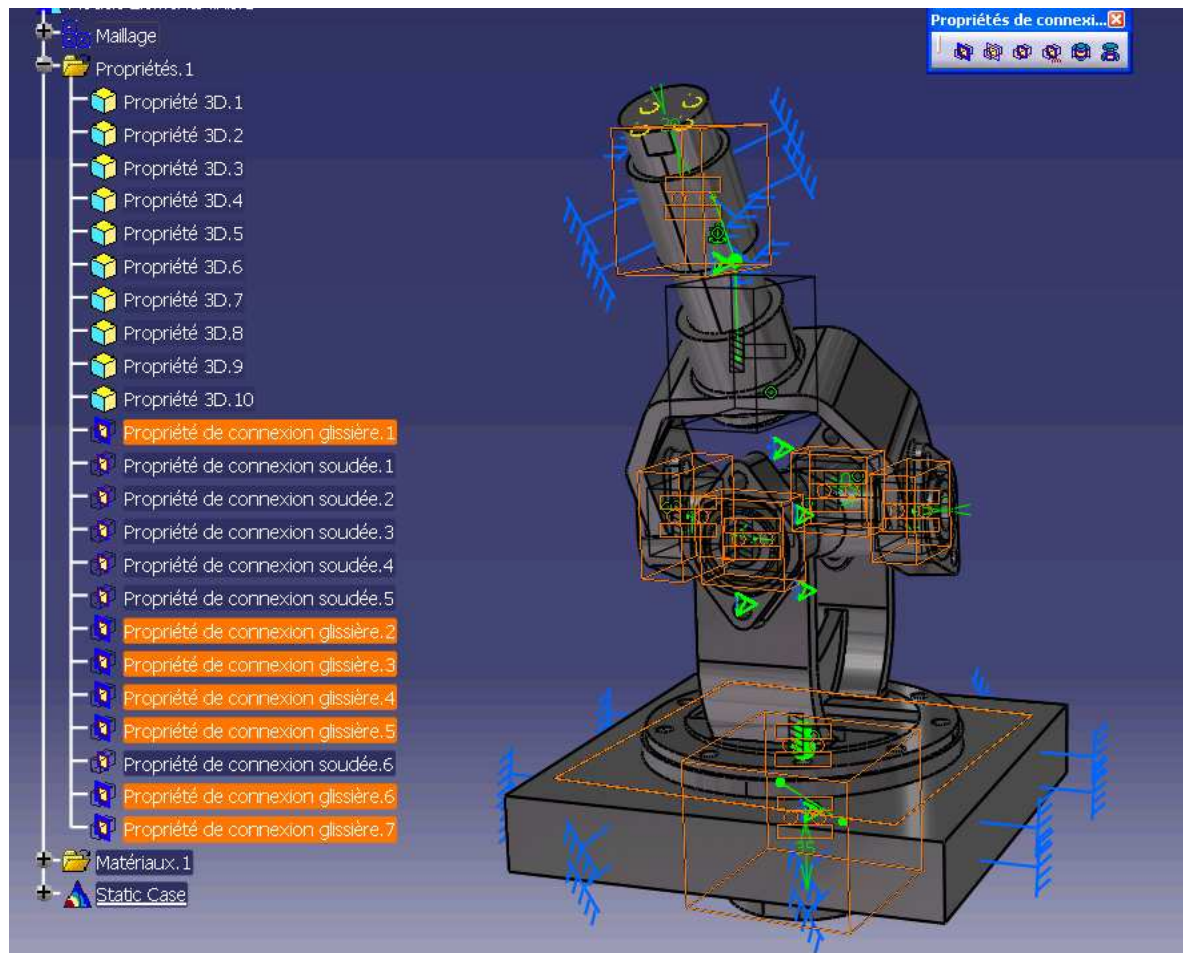 Propriétés de connexi...
Maillage
Propriétés.1
Propriété 3D.1
Propriété 3D.2
Propriété 3D.3
Propriété 3D.4
Propriété 3D.5
Propriété 3D.6
Propriété 3D.7
Propriété 3D.8
Propriété 3D.9
Propriété 3D.10
Propriété de connexion glissière.1
Propriété de connexion soudée.1
Propriété de connexion soudée.2
Propriété de connexion soudée.3
Propriété de connexion soudée.4
Propriété de connexion soudée.5
Propriété de connexion glissière.2
Propriété de connexion glissière.3
Propriété de connexion glissière.4
Propriété de connexion glissière.5
Propriété de connexion soudée.6
Propriété de connexion glissière.6
Propriété de connexion glissière.7
Matériaux.1
Static Case